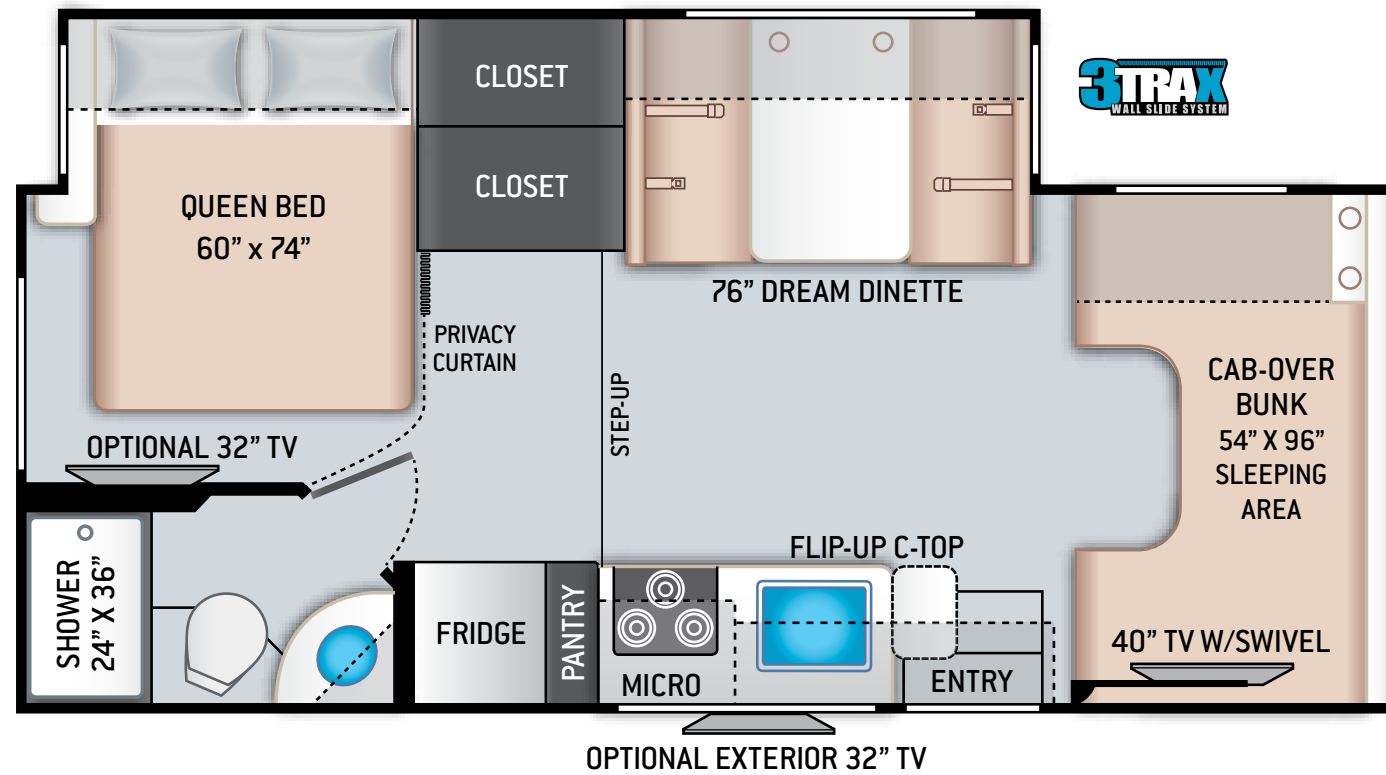 CLOSET
3TRAX
WALL SLIDE SYSTEM
CLOSET
QUEEN BED
60” x 74”
76” DREAM DINETTE
PRIVACY
CURTAIN
STEP-UP
CAB-OVER
BUNK
54” X 96”
SLEEPING
AREA
OPTIONAL 32” TV
FLIP-UP C-TOP
SHOWER
24” X 36”
FRIDGE
PANTRY
MICRO
ENTRY
40” TV W/SWIVEL
OPTIONAL EXTERIOR 32” TV